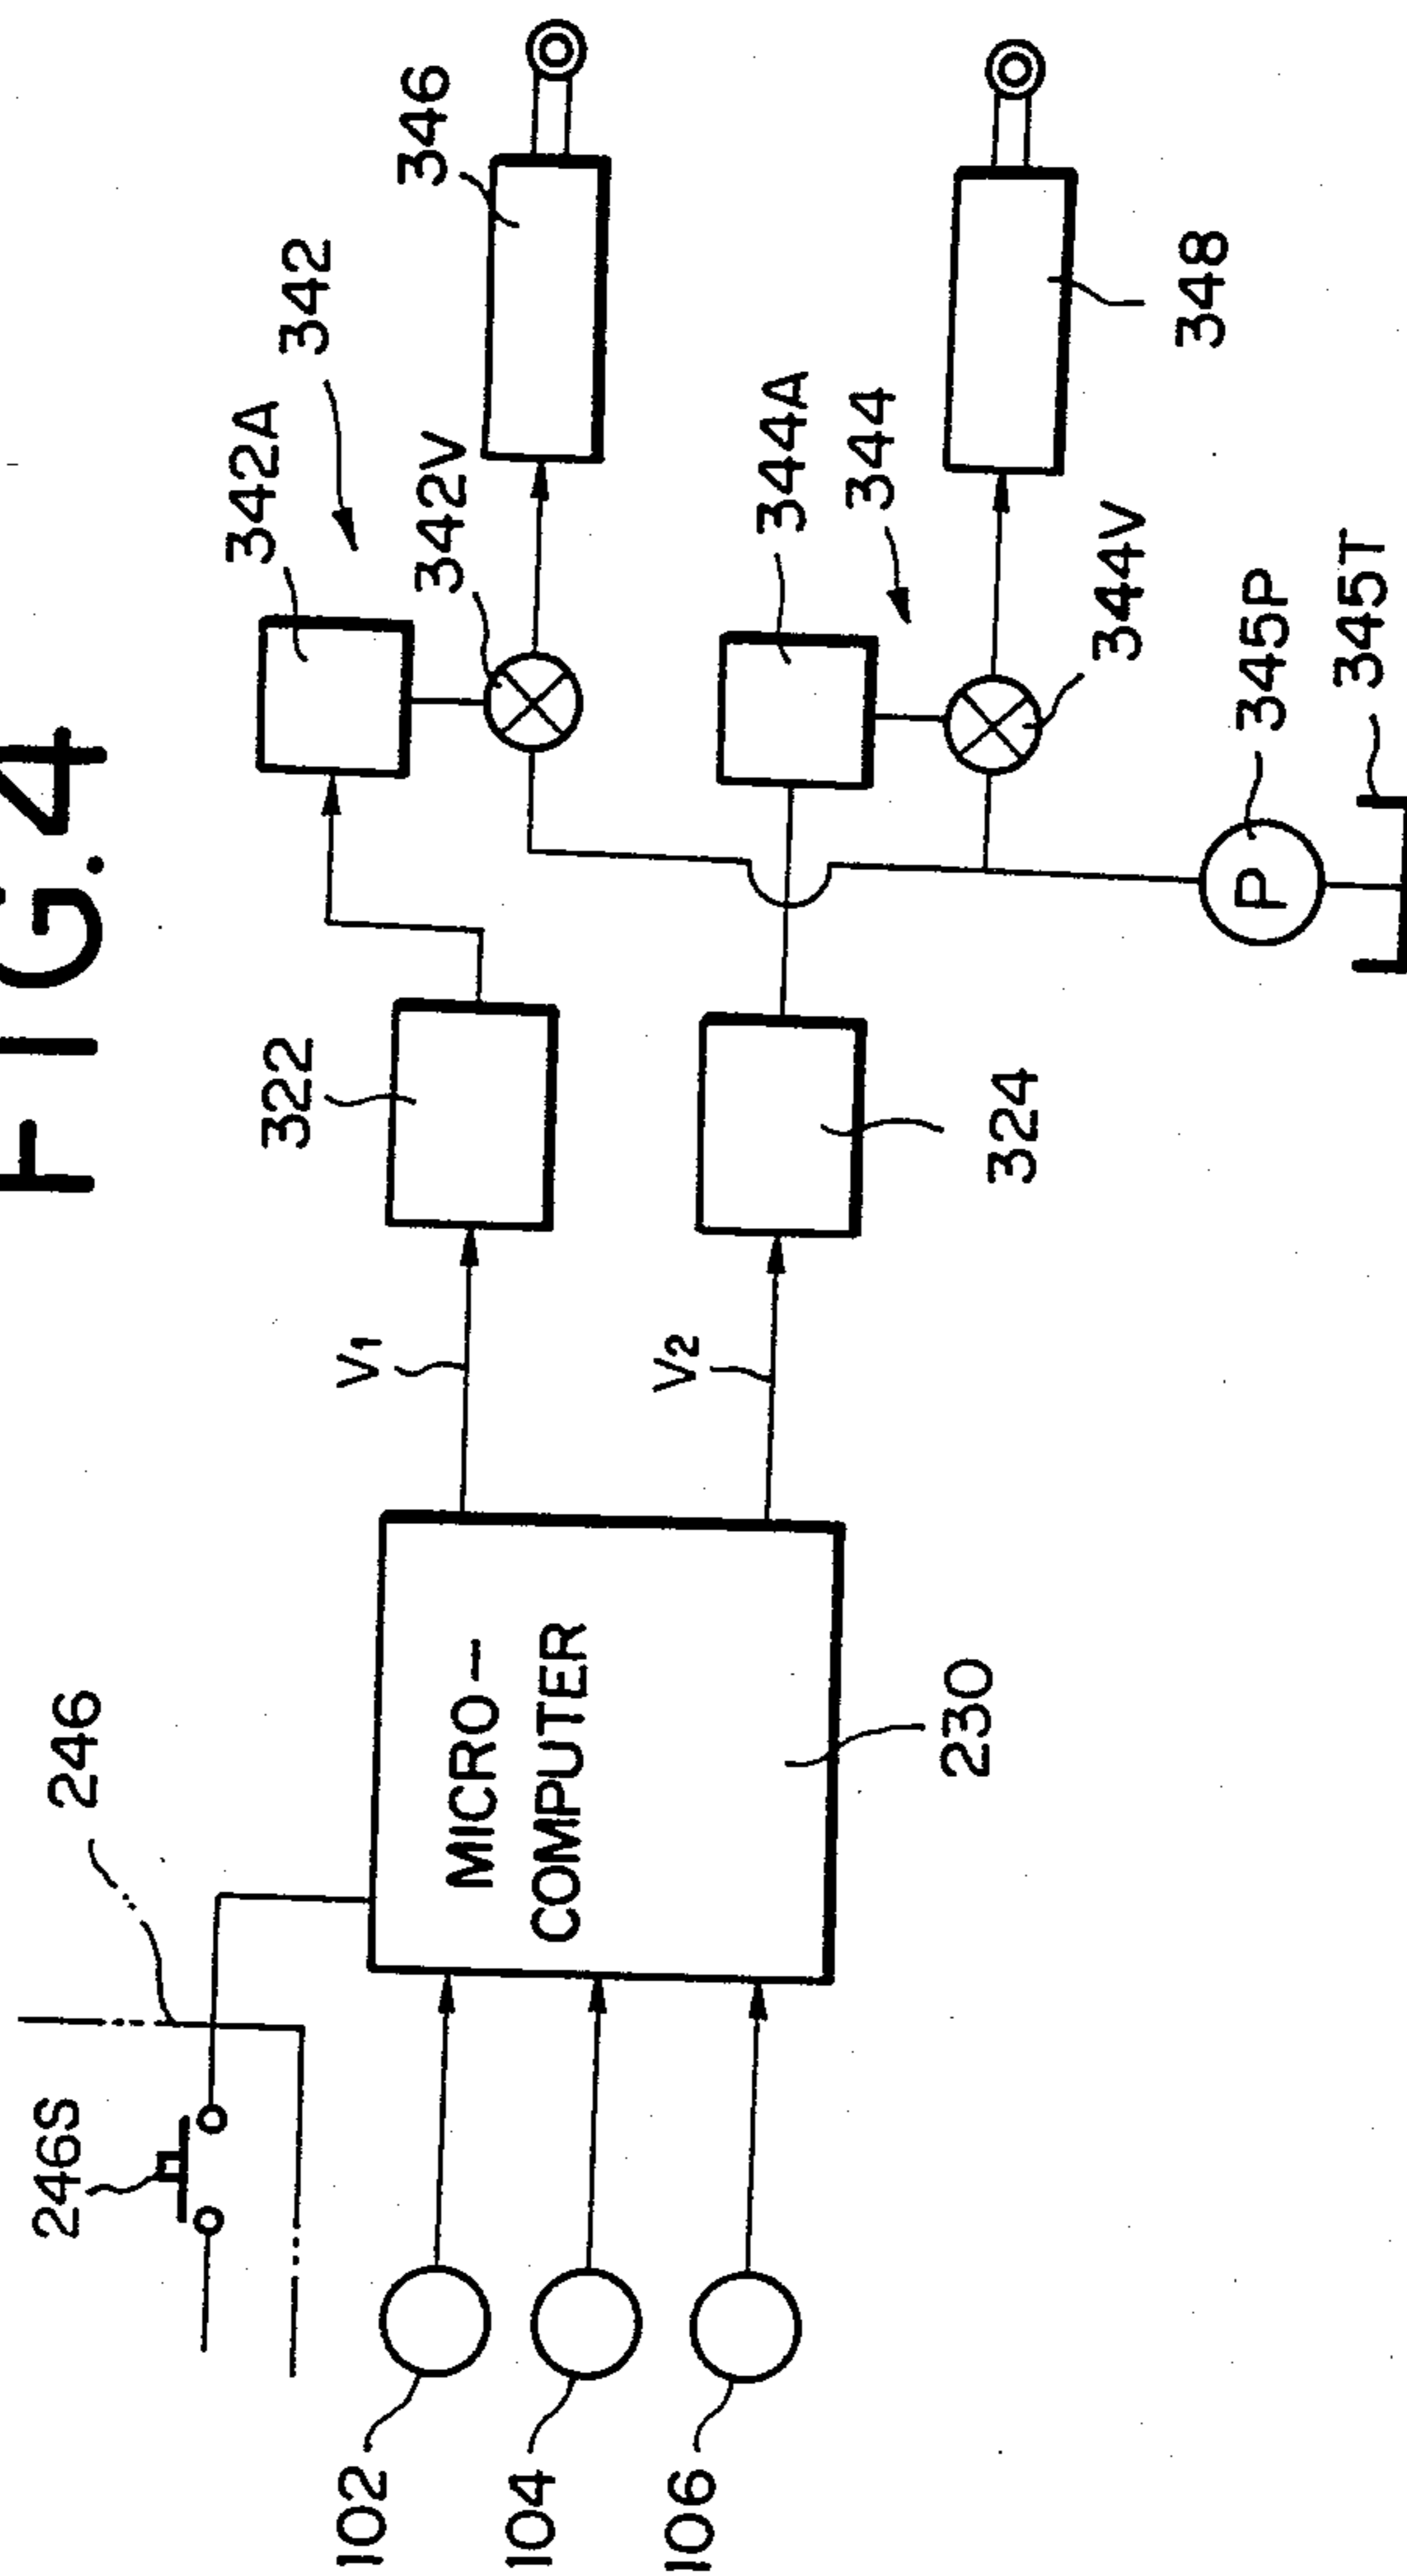 FIG.4
246S
246
102
104
106
MICRO-
COMPUTER
230
V1
V2
322
324
342A
342
342V
346
344A
344
344V
348
345P
P
345T